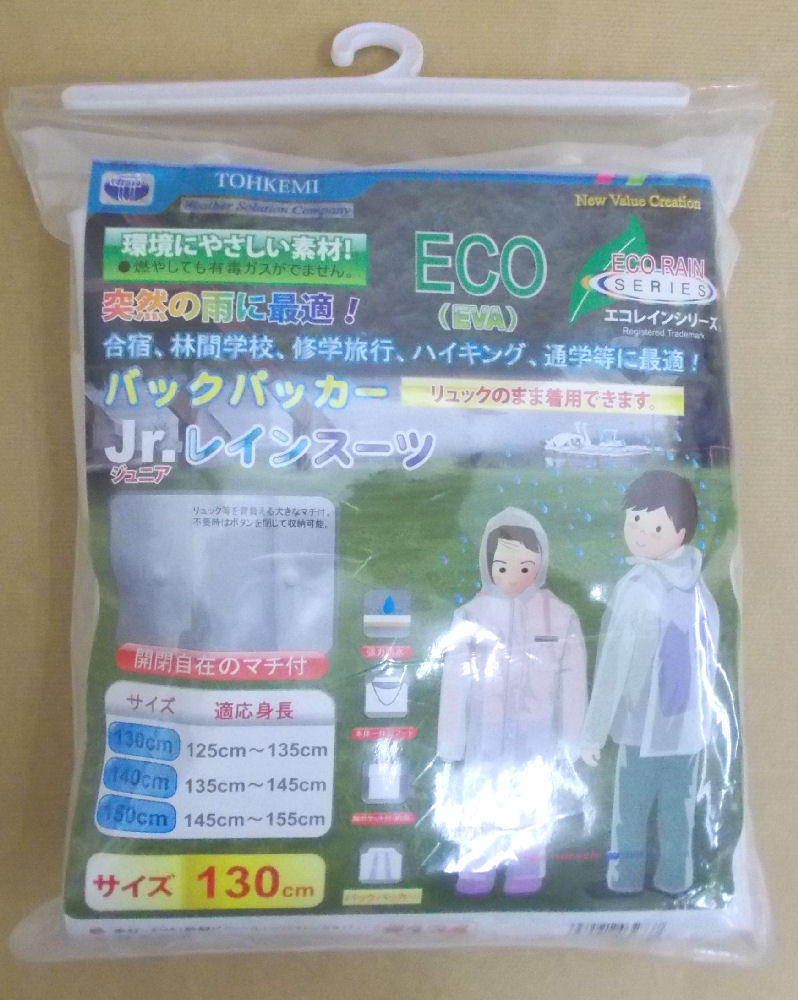 TOHKEMI
Weather Solution Company
New Value Creation
環境にやさしい素材!
●燃やしても有毒ガスがでません。
ECO
(EVA)
ECO-RAIN
SERIES
エコレインシリーズ
Registered Trademark
突然の雨に最適!
合宿、林間学校、修学旅行、ハイキング、通学等に最適!
バックパッカー
リュックのまま着用できます。
Jr.レインスーツ
ジュニア
リュック等を背負える大きなマチ付。
不要時はボタンを閉じて収納可能。
開閉自在のマチ付
サイズ 適応身長
130cm 125cm～135cm
140cm 135cm～145cm
150cm 145cm～155cm
バックパッカー
サイズ 130cm